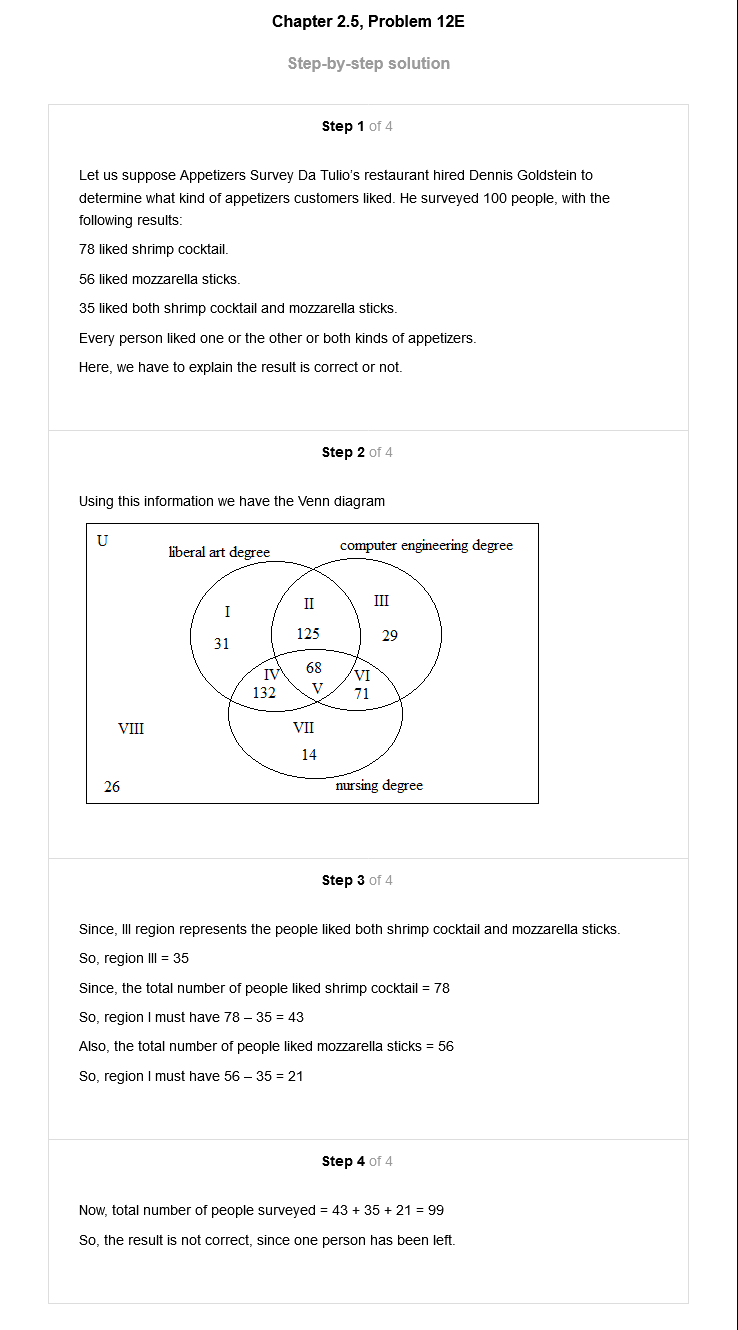 Chapter 2.5, Problem 12E
Step-by-step solution
Step 1 of 4
Let us suppose Appetizers Survey Da Tulio's restaurant hired Dennis Goldstein to
determine what kind of appetizers customers liked. He surveyed 100 people, with the
following results:
78 liked shrimp cocktail.
56 liked mozzarella sticks.
35 liked both shrimp cocktail and mozzarella sticks.
Every person liked one or the other or both kinds of appetizers.
Here, we have to explain the result is correct or not.
Step 2 of 4
Using this information we have the Venn diagram
U
liberal art degree
computer engineering degree
I
II
III
31
125
29
IV
68
VI
132
V
71
VIII
VII
14
26
nursing degree
Step 3 of 4
Since, III region represents the people liked both shrimp cocktail and mozzarella sticks.
So, region III = 35
Since, the total number of people liked shrimp cocktail = 78
So, region I must have 78 – 35 = 43
Also, the total number of people liked mozzarella sticks = 56
So, region I must have 56 – 35 = 21
Step 4 of 4
Now, total number of people surveyed = 43 + 35 + 21 = 99
So, the result is not correct, since one person has been left.